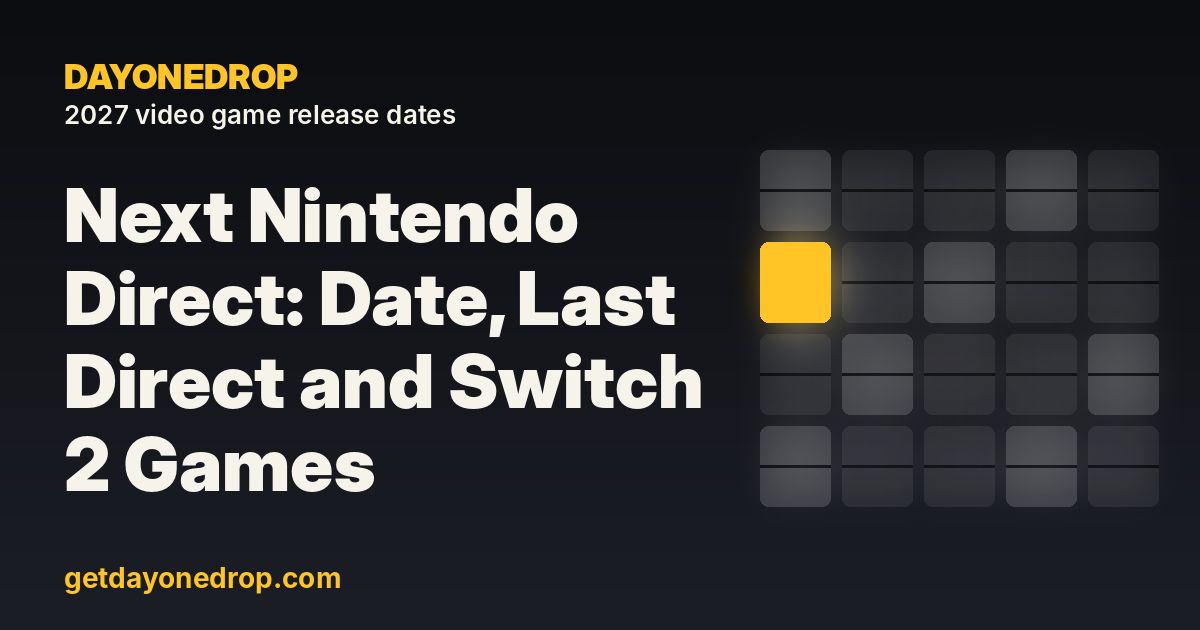 DAYONEDROP
2027 video game release dates
Next Nintendo
Direct: Date, Last
Direct and Switch
2 Games
getdayonedrop.com